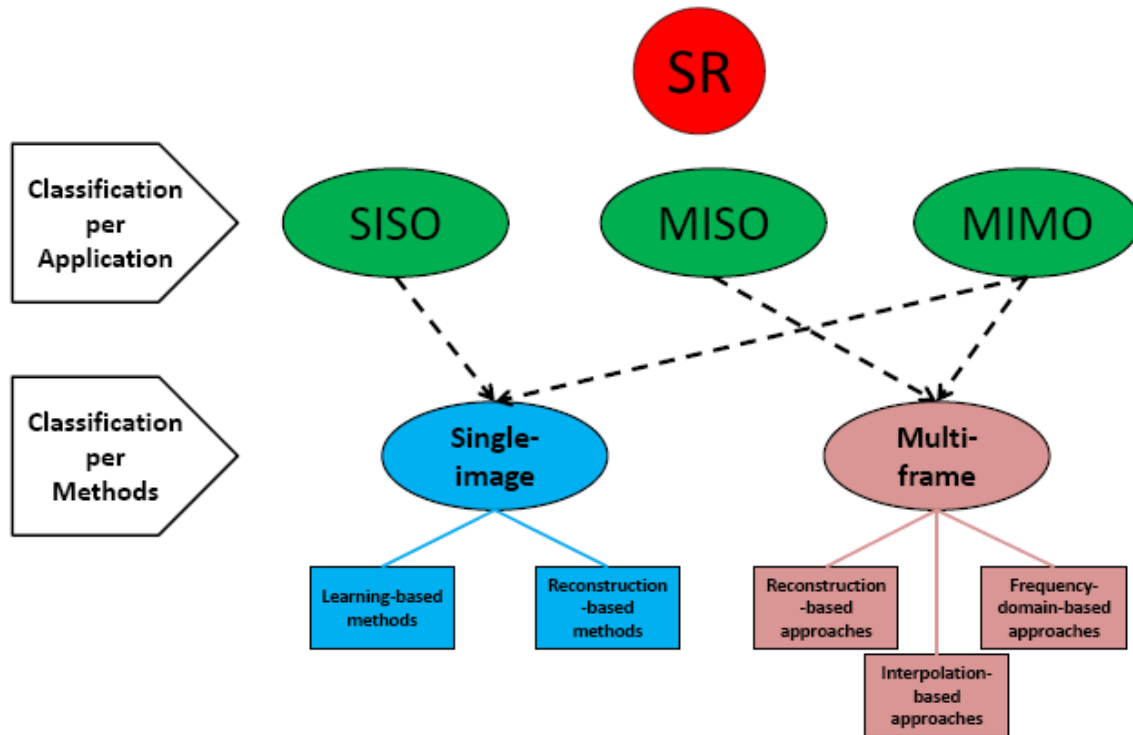 SR
Classification
per
Application
SISO
MISO
MIMO
Classification
per
Methods
Single-
image
Multi-
frame
Learning-based
methods
Reconstruction
-based
methods
Reconstruction
-based
approaches
Frequency-
domain-based
approaches
Interpolation-
based
approaches